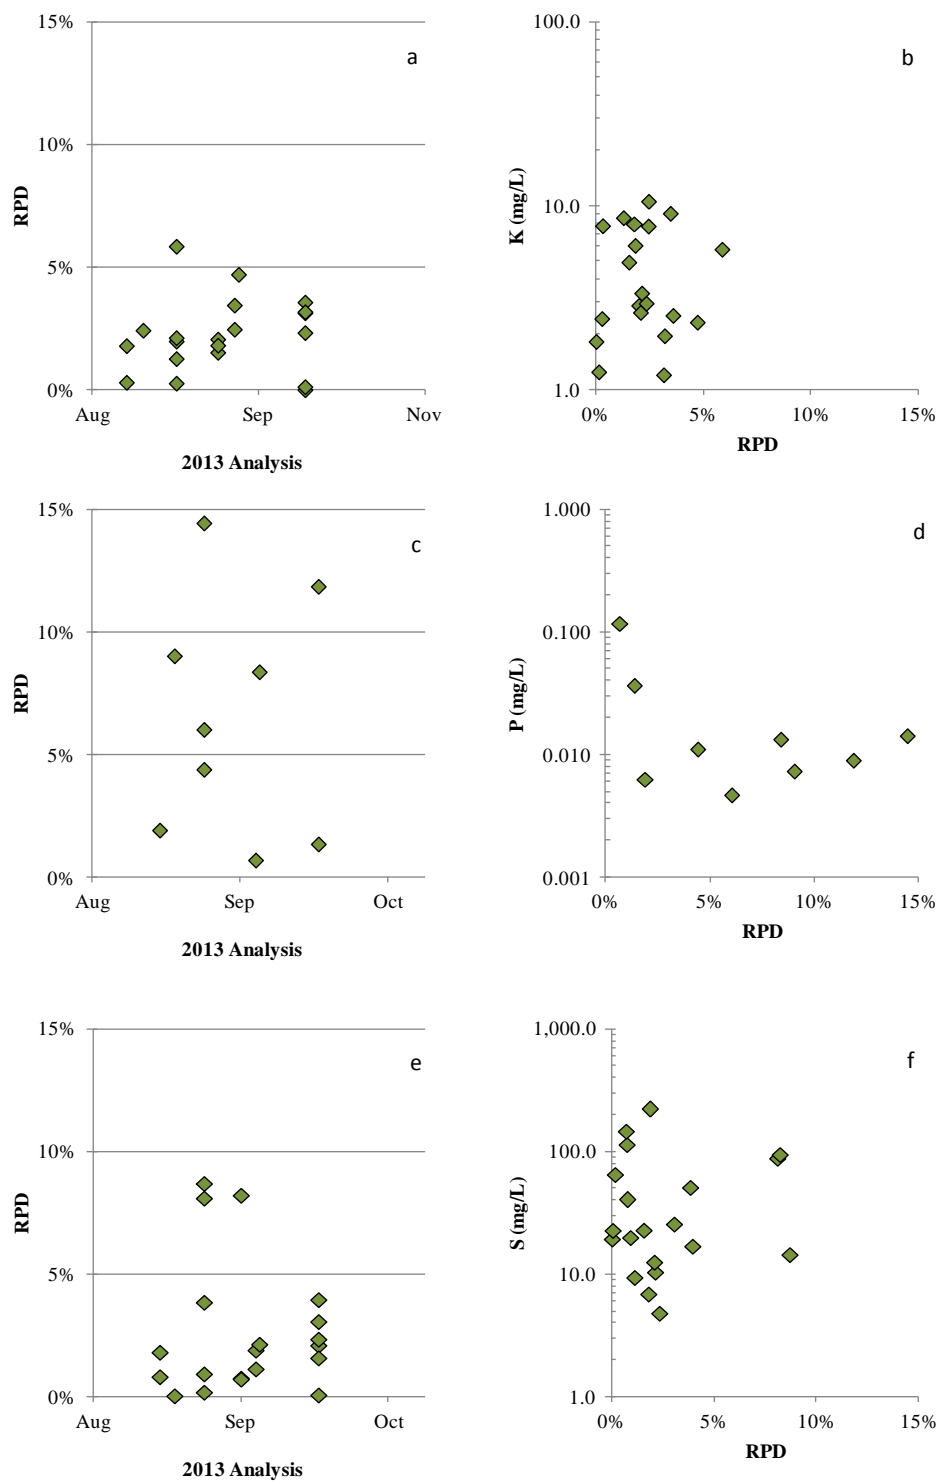 15%
10%
5%
0%
RPD
a
Aug
Sep
Nov
2013 Analysis
100.0
10.0
1.0
K (mg/L)
b
0%
5%
10%
15%
RPD
15%
10%
5%
0%
RPD
c
Aug
Sep
Oct
2013 Analysis
1.000
0.100
0.010
0.001
P (mg/L)
d
0%
5%
10%
15%
RPD
15%
10%
5%
0%
RPD
e
Aug
Sep
Oct
2013 Analysis
1,000.0
100.0
10.0
1.0
S (mg/L)
f
0%
5%
10%
15%
RPD